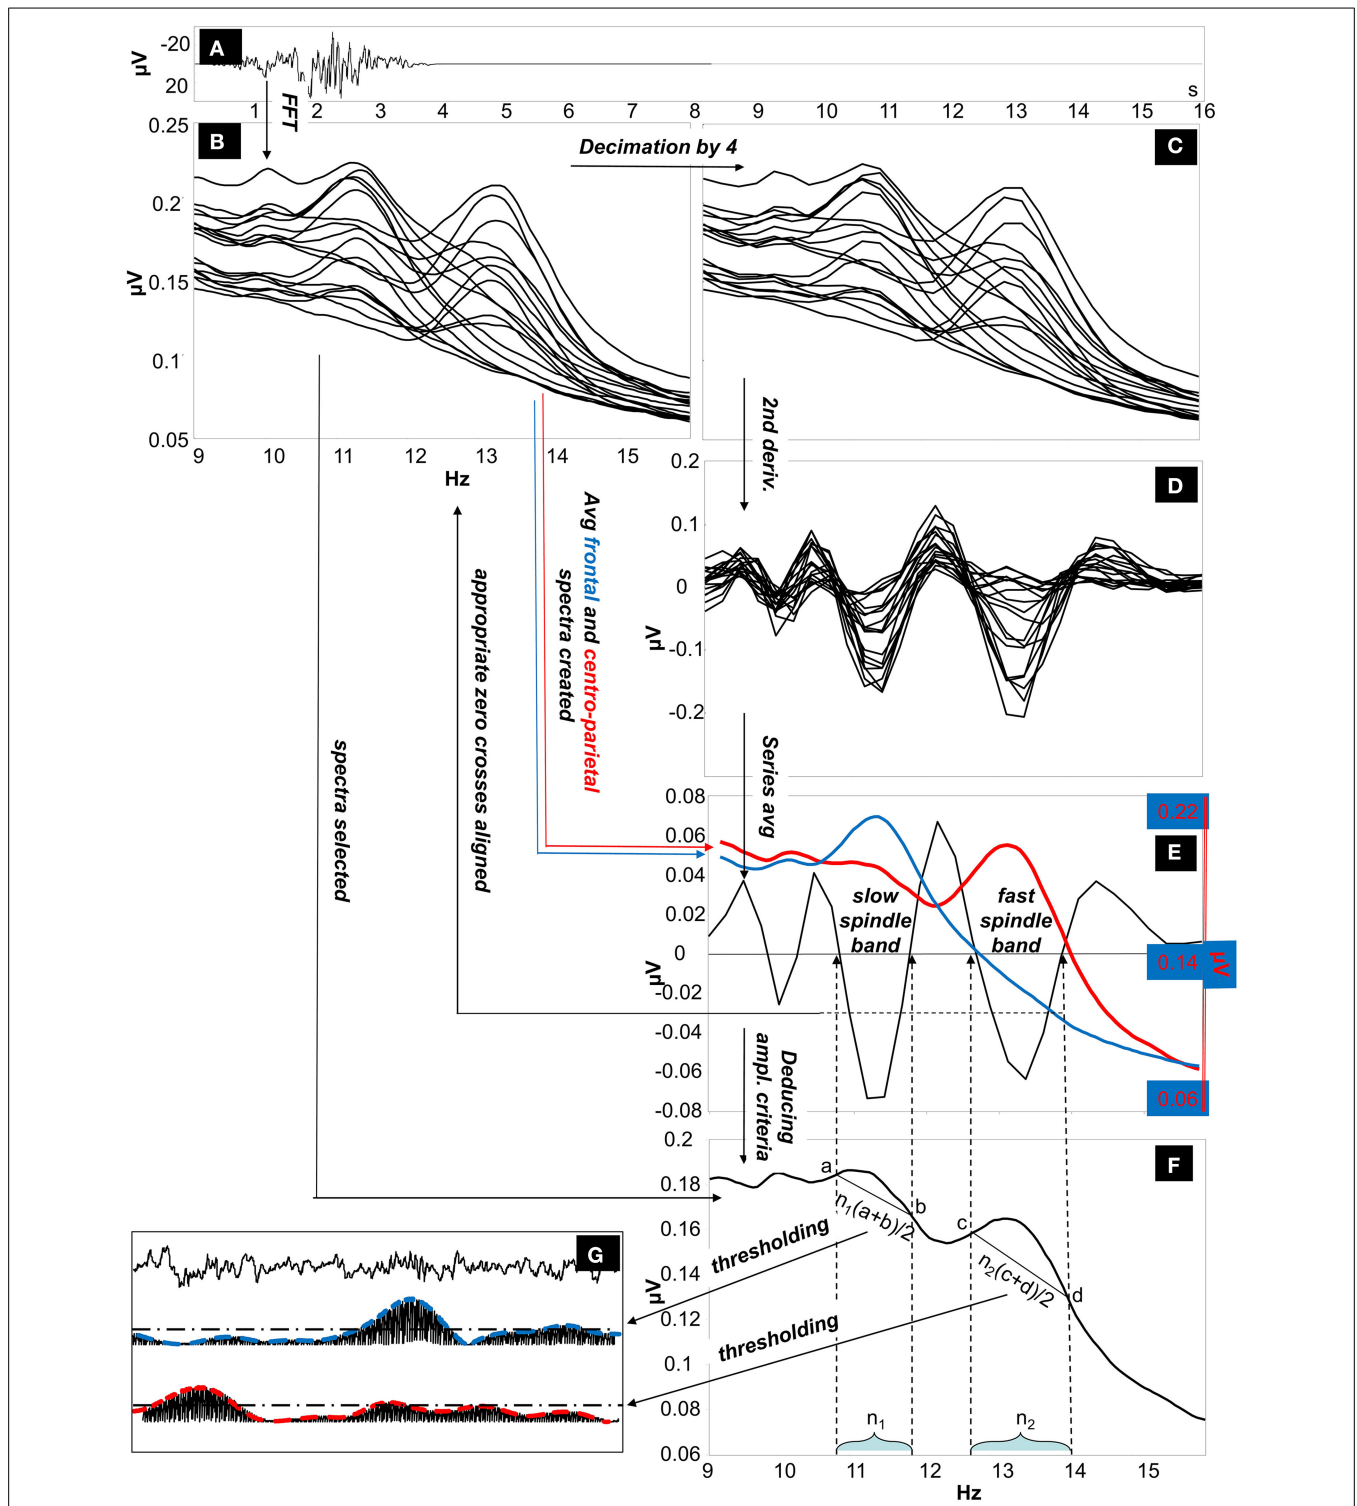 A
-20
µV
20
s
1 2 3 4 5 6 7 8 9 10 11 12 13 14 15 16
FFT
B
0.25
0.2
0.15
0.1
0.05
µV
9 10 11 12 13 14 15
Hz
Decimation by 4
C
2nd deriv.
D
0.2
0.1
0
-0.1
-0.2
µV
Avg frontal and centro-parietal
spectra created
appropriate zero crosses aligned
spectra selected
Series avg
E
0.08
0.06
0.04
0.02
0
-0.02
-0.04
-0.06
-0.08
µV
slow
spindle
band
fast
spindle
band
0.22
0.14
0.06
µV
Deducing
ampl. criteria
F
0.2
0.18
0.16
0.14
0.12
0.1
0.08
0.06
µV
a
b
c
d
n1(a+b)/2
n2(c+d)/2
n1
n2
9 10 11 12 13 14 15
Hz
thresholding
thresholding
G